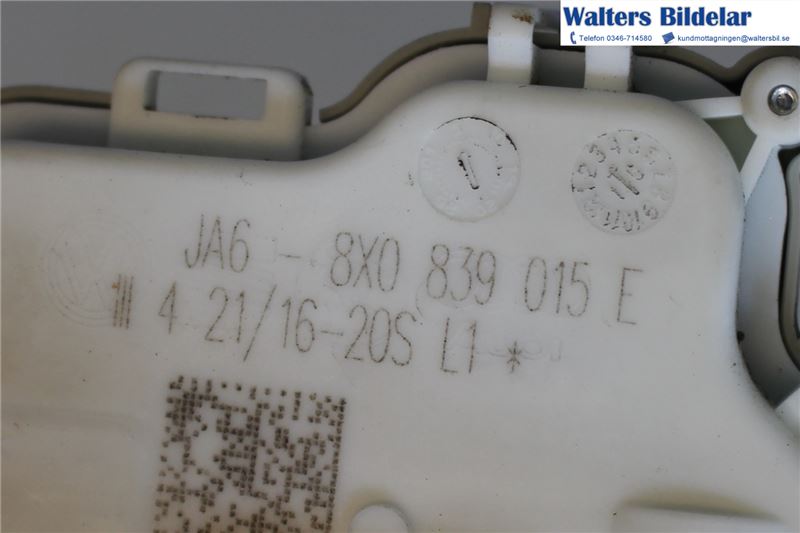 Walters Bildelar
Telefon 0346-714580 kundmottagningen@waltersbil.se
JA6 - 8X0 839 015 E
4 21/16-20S L1 *